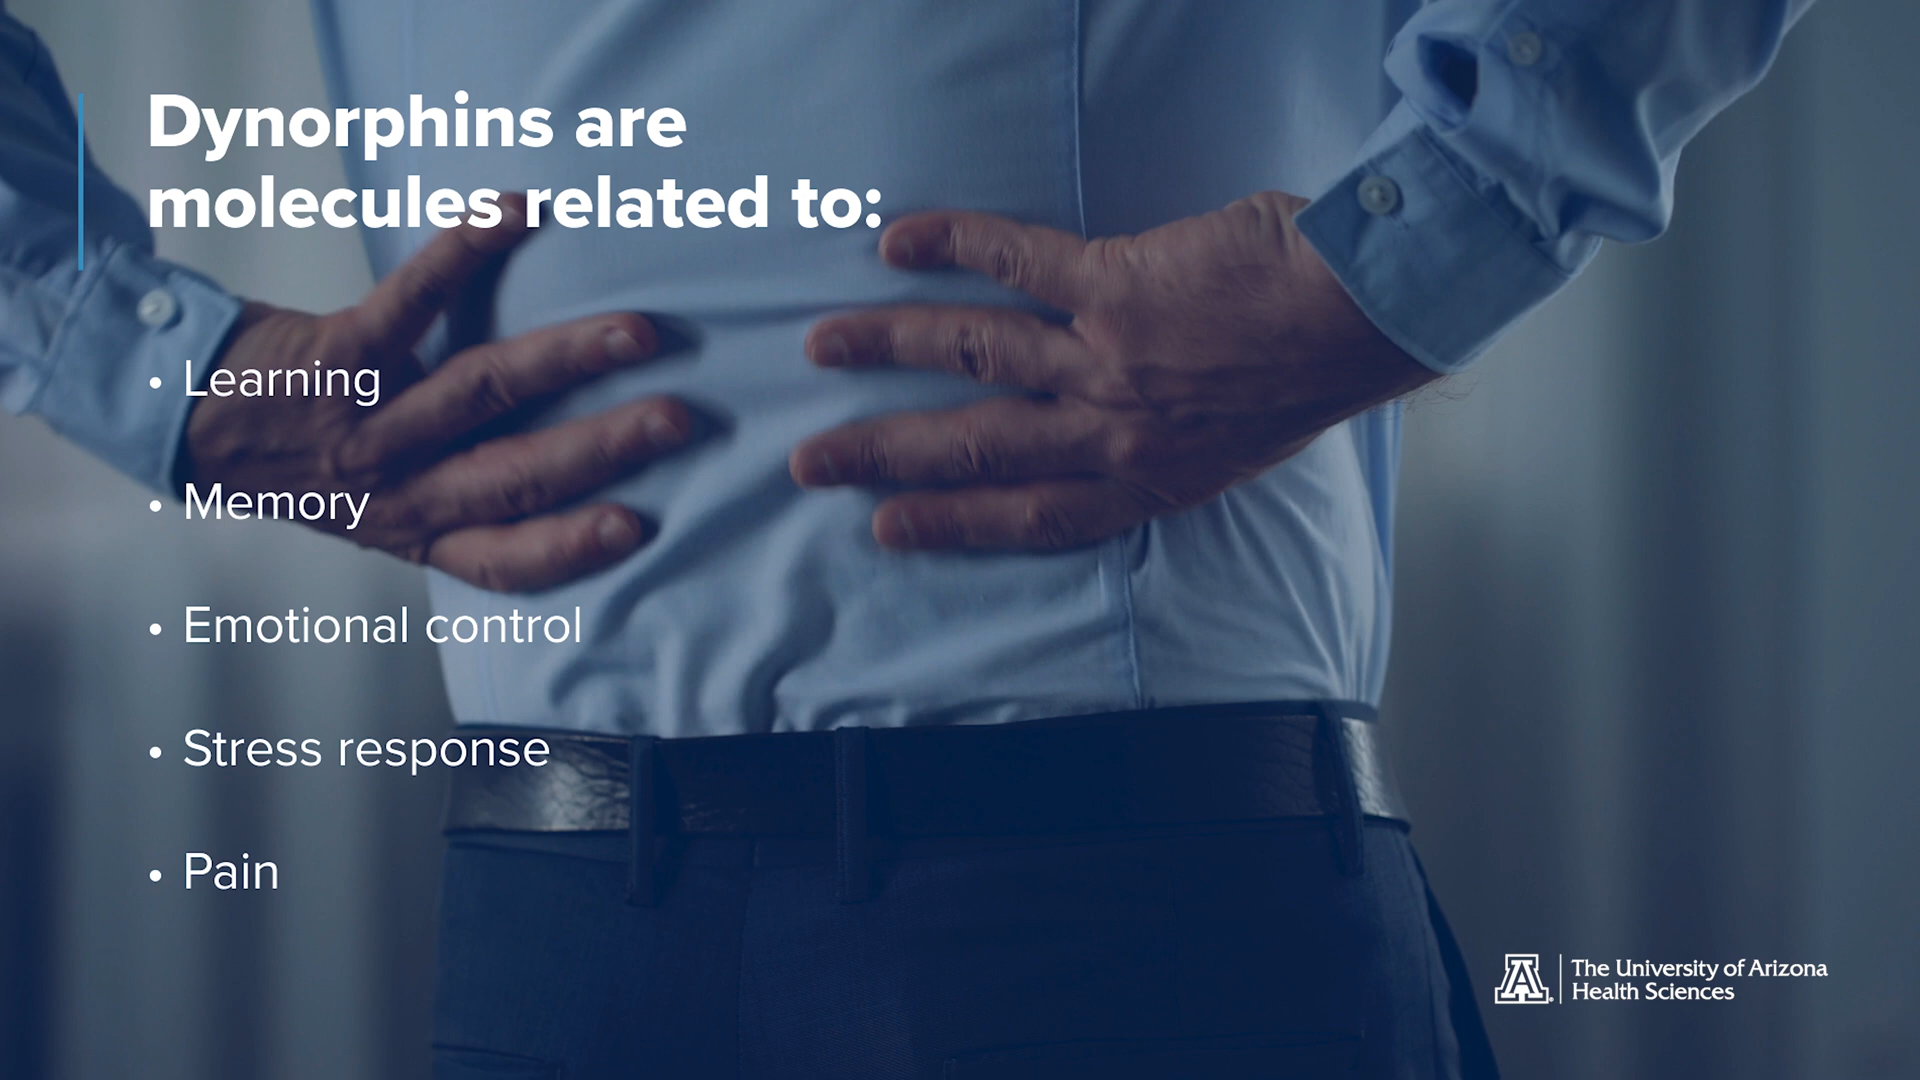 Dynorphins are
molecules related to:
• Learning
• Memory
• Emotional control
• Stress response
• Pain
A
The University of Arizona
Health Sciences